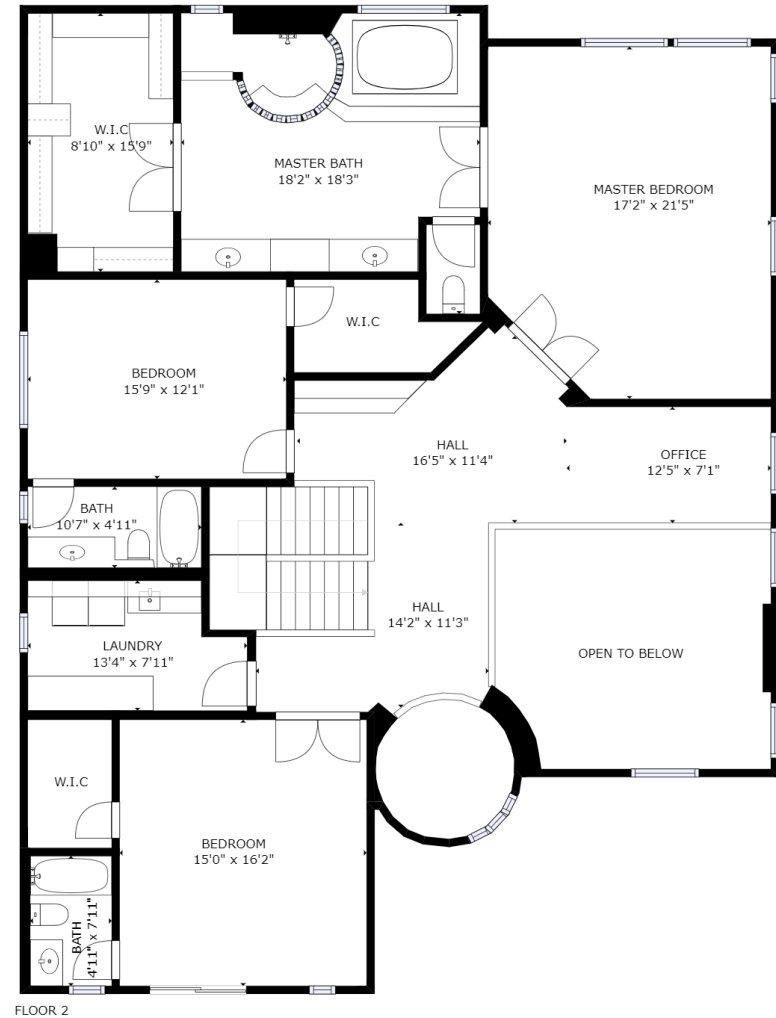 W.I.C
8'10" x 15'9"
MASTER BATH
18'2" x 18'3"
MASTER BEDROOM
17'2" x 21'5"
W.I.C
BEDROOM
15'9" x 12'1"
HALL
16'5" x 11'4"
OFFICE
12'5" x 7'1"
BATH
10'7" x 4'11"
HALL
14'2" x 11'3"
LAUNDRY
13'4" x 7'11"
OPEN TO BELOW
W.I.C
BEDROOM
15'0" x 16'2"
BATH
4'11" x 7'11"
FLOOR 2